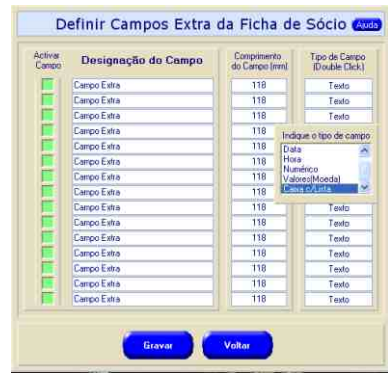 Definir Campos Extra da Ficha de Sócio Ajuda
Activar Campo Designação do Campo Comprimento do Campo (mm) Tipo de Campo (Double Click)
Campo Extra 118 Texto
Campo Extra 118 Texto
Campo Extra 118 Texto
Campo Extra 118
Indique o tipo de campo
Campo Extra 118 Data
Hora
Campo Extra 118 Numérico
Campo Extra 118 Valores(Moeda)
Campo Extra 118 Caixa c/Lista
Campo Extra 118 Texto
Campo Extra 118 Texto
Campo Extra 118 Texto
Campo Extra 118 Texto
Campo Extra 118 Texto
Campo Extra 118 Texto
Campo Extra 118 Texto
Gravar Voltar